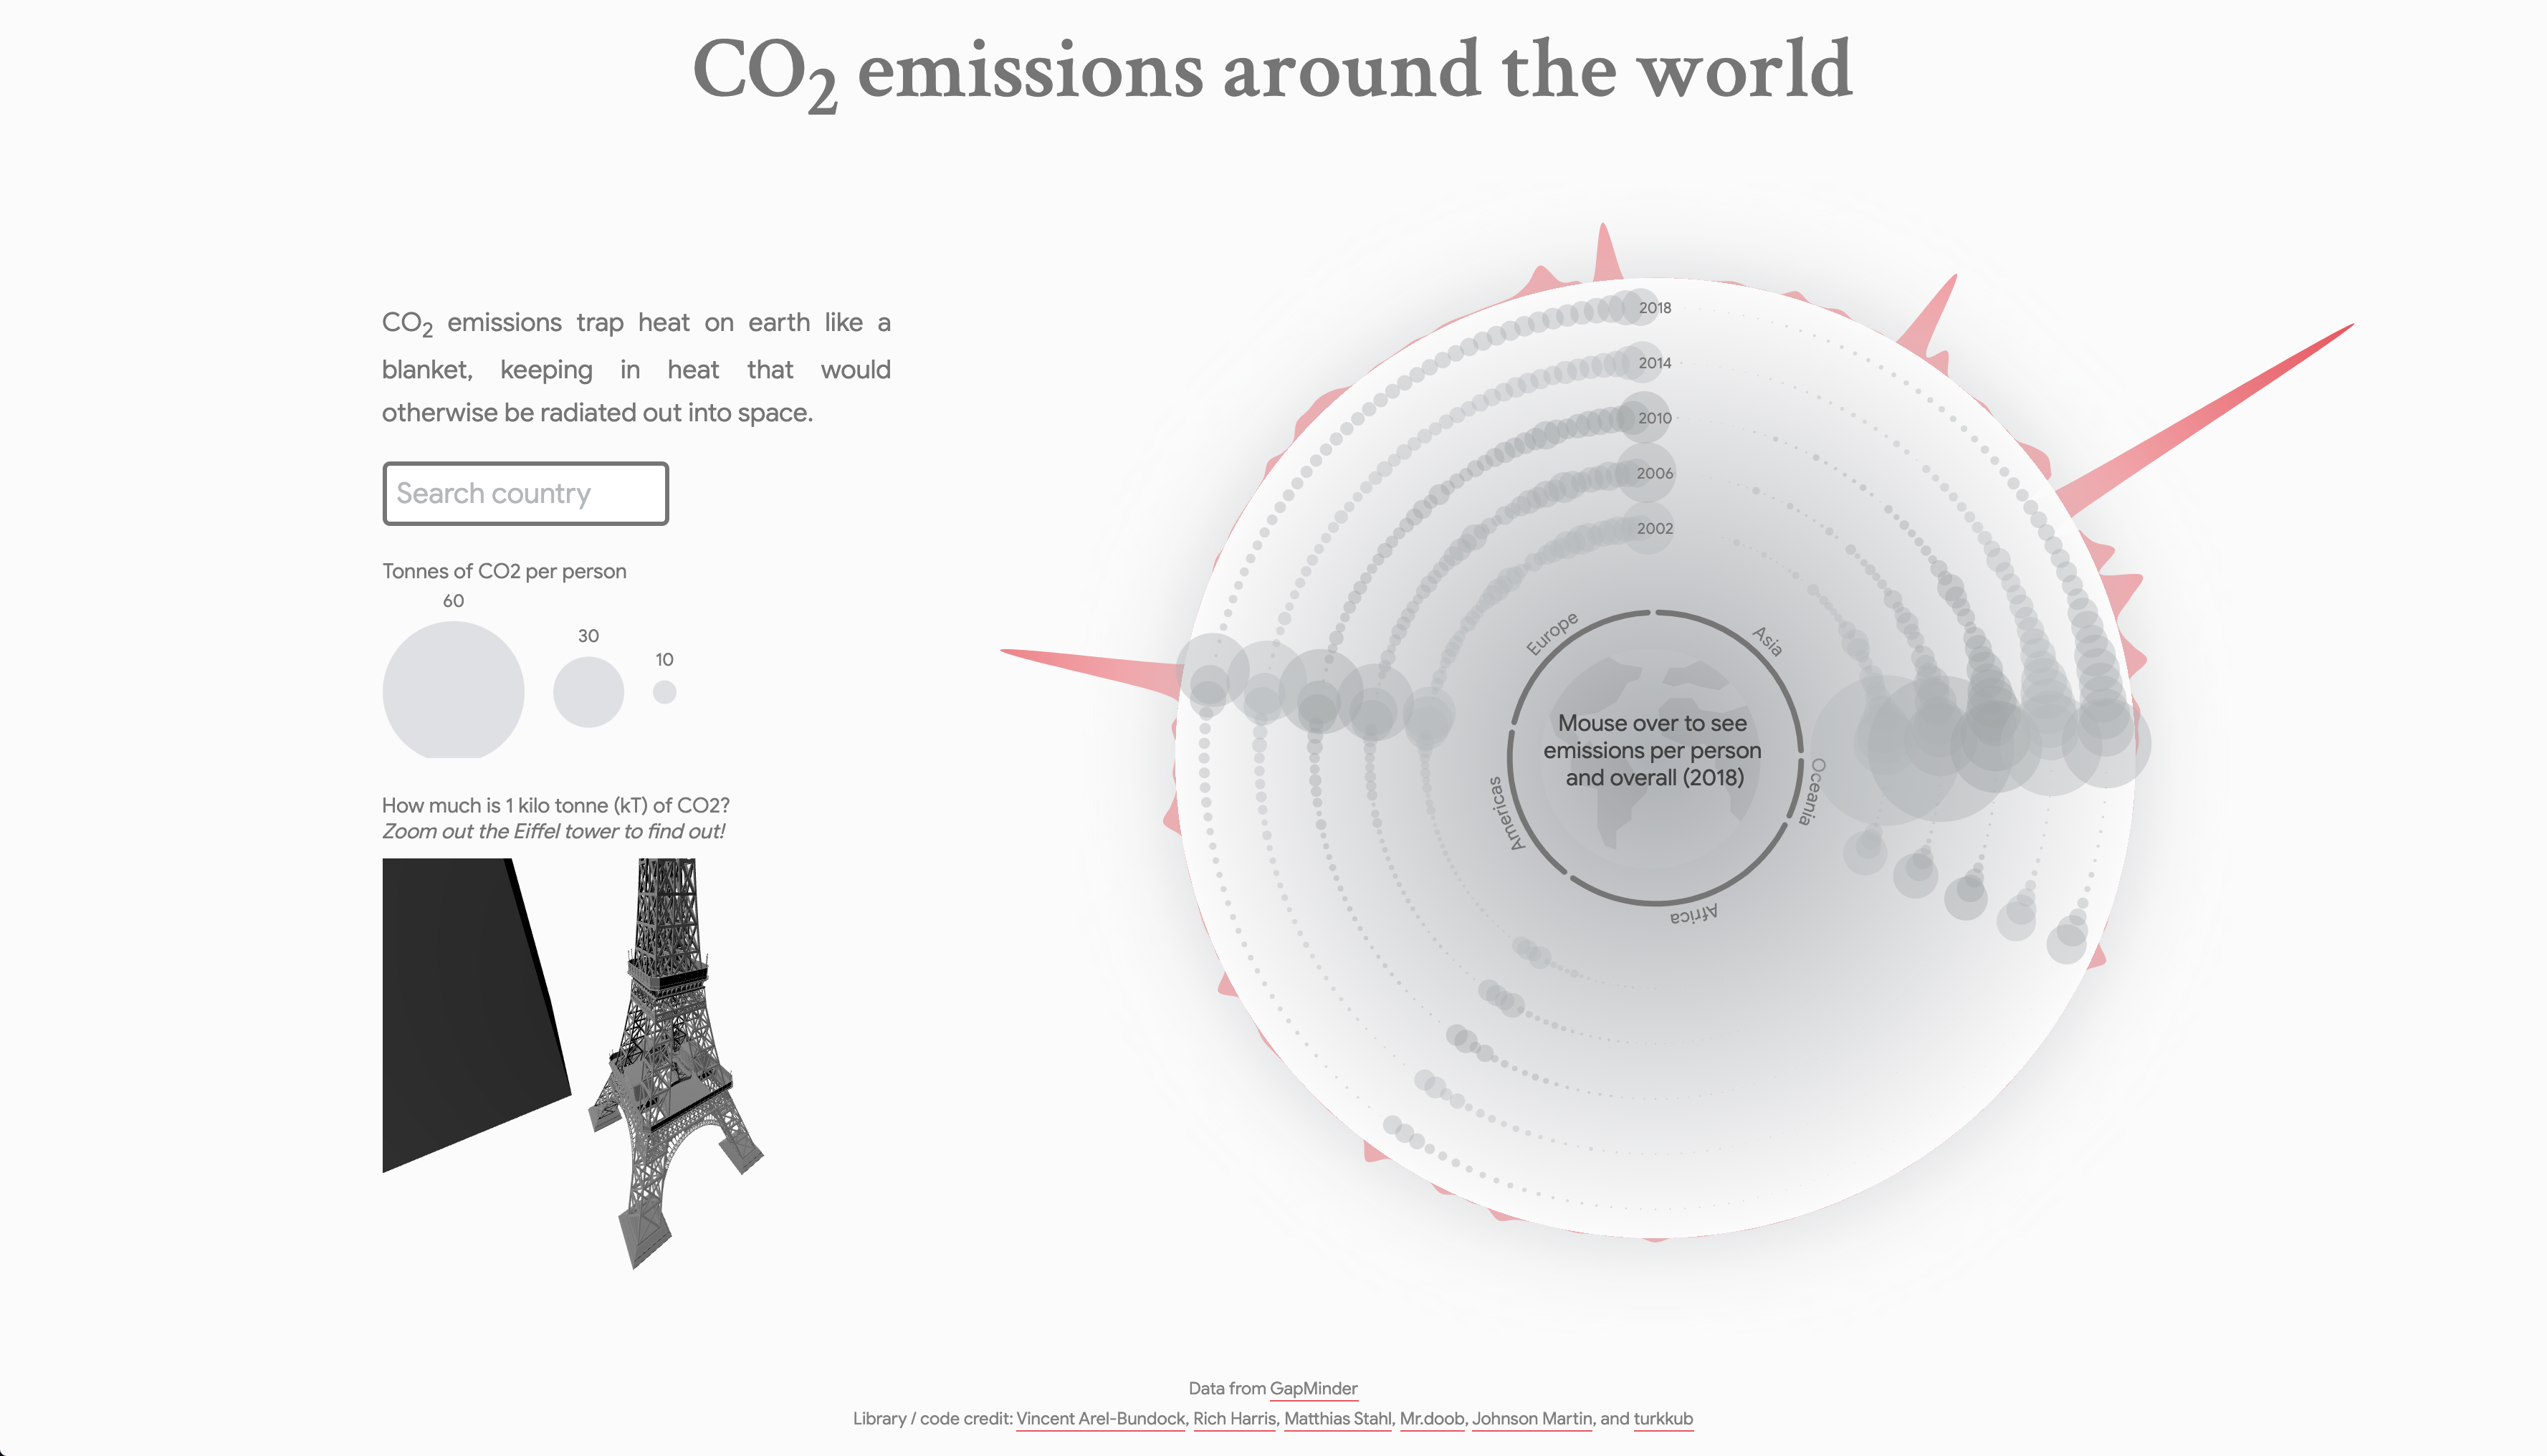 CO2 emissions around the world
CO2 emissions trap heat on earth like a
blanket, keeping in heat that would
otherwise be radiated out into space.
Search country
Tonnes of CO2 per person
60
30
10
How much is 1 kilo tonne (kT) of CO2?
Zoom out the Eiffel tower to find out!
2018
2014
2010
2006
2002
Europe
Asia
Mouse over to see
emissions per person
and overall (2018)
Oceania
Americas
Africa
Data from GapMinder
Library / code credit: Vincent Arel-Bundock, Rich Harris, Matthias Stahl, Mr.doob, Johnson Martin, and turkkub